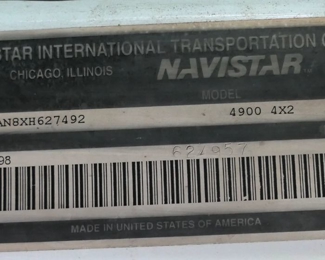 STAR INTERNATIONAL TRANSPORTATION C
CHICAGO, ILLINOIS
NAVISTAR
MODEL
AN8XH627492
4900 4X2
98
MADE IN UNITED STATES OF AMERICA